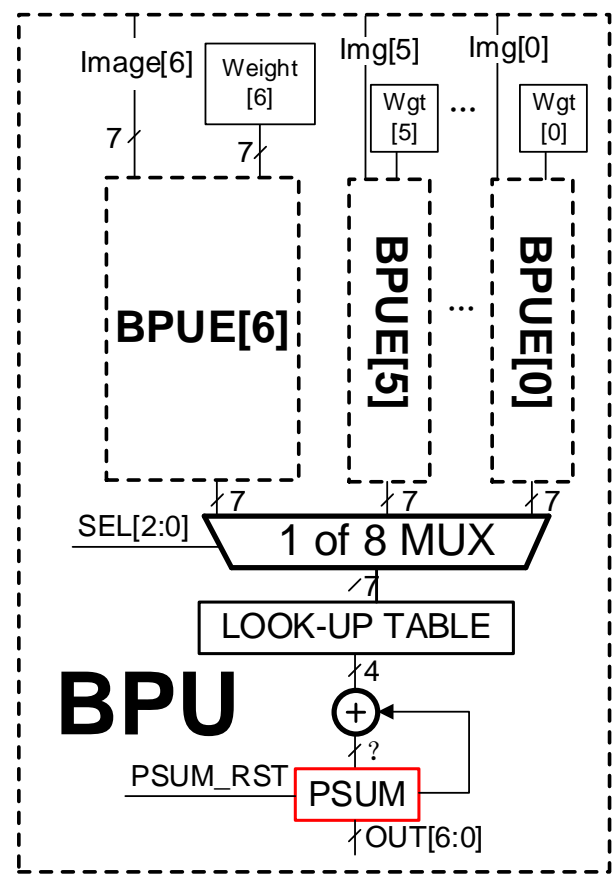 Image[6]
Weight
[6]
Img[5]
Img[0]
Wgt
[5]
...
Wgt
[0]
7
7
BPUE[6]
BPUE[5]
...
BPUE[0]
7
7
7
SEL[2:0]
1 of 8 MUX
7
LOOK-UP TABLE
4
BPU
+
?
PSUM_RST
PSUM
OUT[6:0]